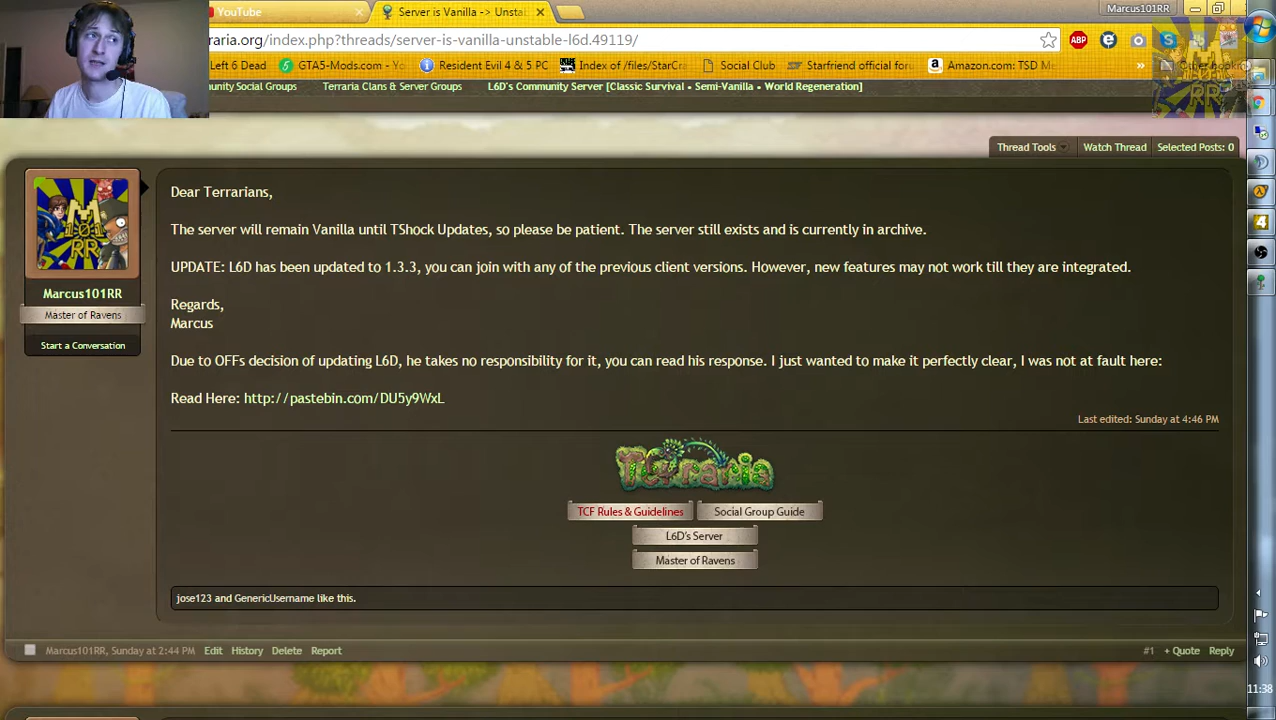 YouTube
Server is Vanilla -> Unsta
Marcus101RR
raria.org/index.php?threads/server-is-vanilla-unstable-l6d.49119/
ABP
Left 6 Dead
GTA5-Mods.com - Yo
Resident Evil 4 & 5 PC
Index of /files/StarCra
Social Club
Starfriend official foru
Amazon.com: TSD Me
»
munity Social Groups
Terraria Clans & Server Groups
L6D's Community Server [Classic Survival • Semi-Vanilla • World Regeneration]
Thread Tools
Watch Thread
Selected Posts: 0
Marcus101RR
Master of Ravens
Start a Conversation
Dear Terrarians,
The server will remain Vanilla until TShock Updates, so please be patient. The server still exists and is currently in archive.
UPDATE: L6D has been updated to 1.3.3, you can join with any of the previous client versions. However, new features may not work till they are integrated.
Regards,
Marcus
Due to OFFs decision of updating L6D, he takes no responsibility for it, you can read his response. I just wanted to make it perfectly clear, I was not at fault here:
Read Here: http://pastebin.com/DU5y9WxL
Last edited: Sunday at 4:46 PM
Terraria
TCF Rules & Guidelines
Social Group Guide
L6D's Server
Master of Ravens
jose123 and GenericUsername like this.
Marcus101RR, Sunday at 2:44 PM
Edit
History
Delete
Report
#1
+ Quote
Reply
11:38